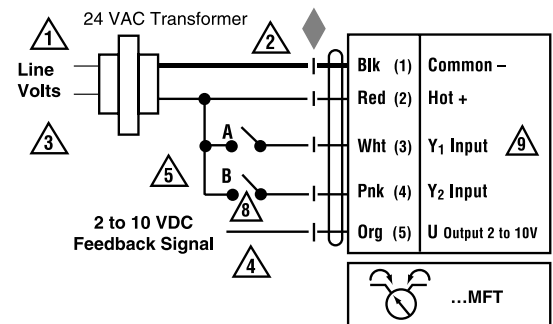 24 VAC Transformer
1
2
Line
Volts
Blk (1) Common –
Red (2) Hot +
3
A
Wht (3) Y₁ Input
9
5
B
Pnk (4) Y₂ Input
8
2 to 10 VDC
Feedback Signal
Org (5) U Output 2 to 10V
4
...MFT